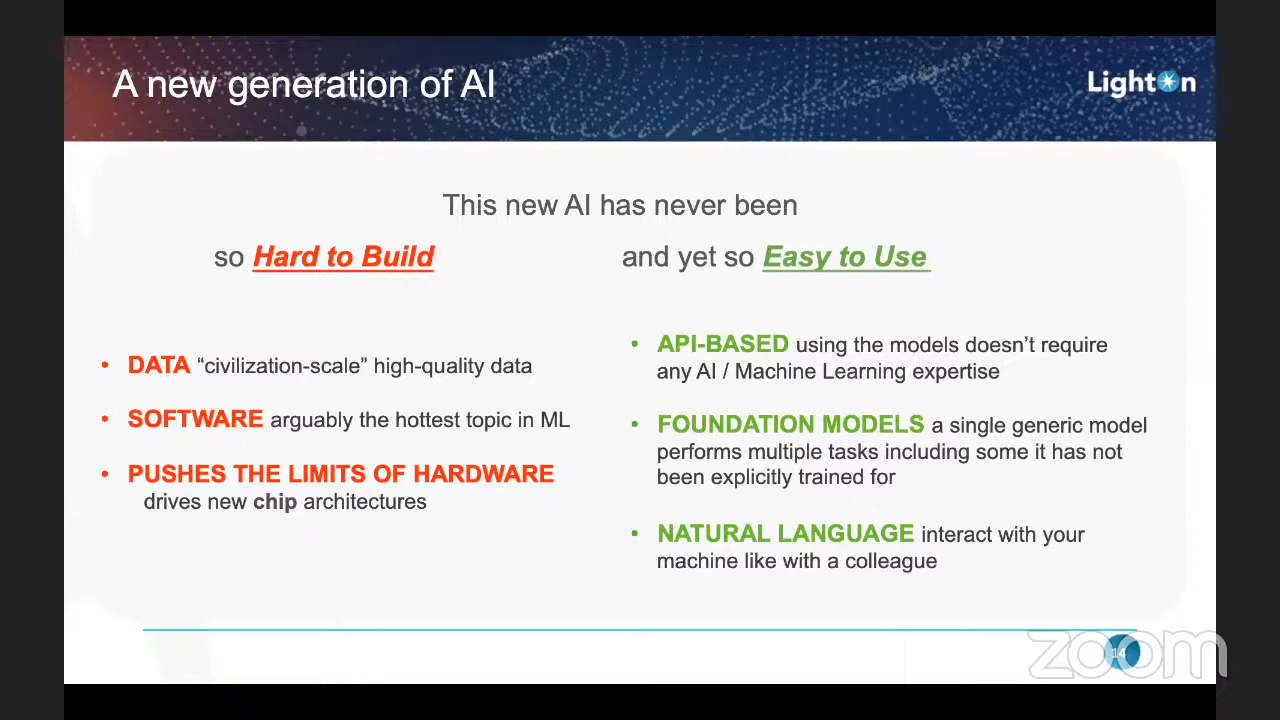 A new generation of AI
LightOn
This new AI has never been
so Hard to Build
and yet so Easy to Use
• DATA “civilization-scale” high-quality data
• SOFTWARE arguably the hottest topic in ML
• PUSHES THE LIMITS OF HARDWARE
drives new chip architectures
• API-BASED using the models doesn’t require
any AI / Machine Learning expertise
• FOUNDATION MODELS a single generic model
performs multiple tasks including some it has not
been explicitly trained for
• NATURAL LANGUAGE interact with your
machine like with a colleague
14
zoom